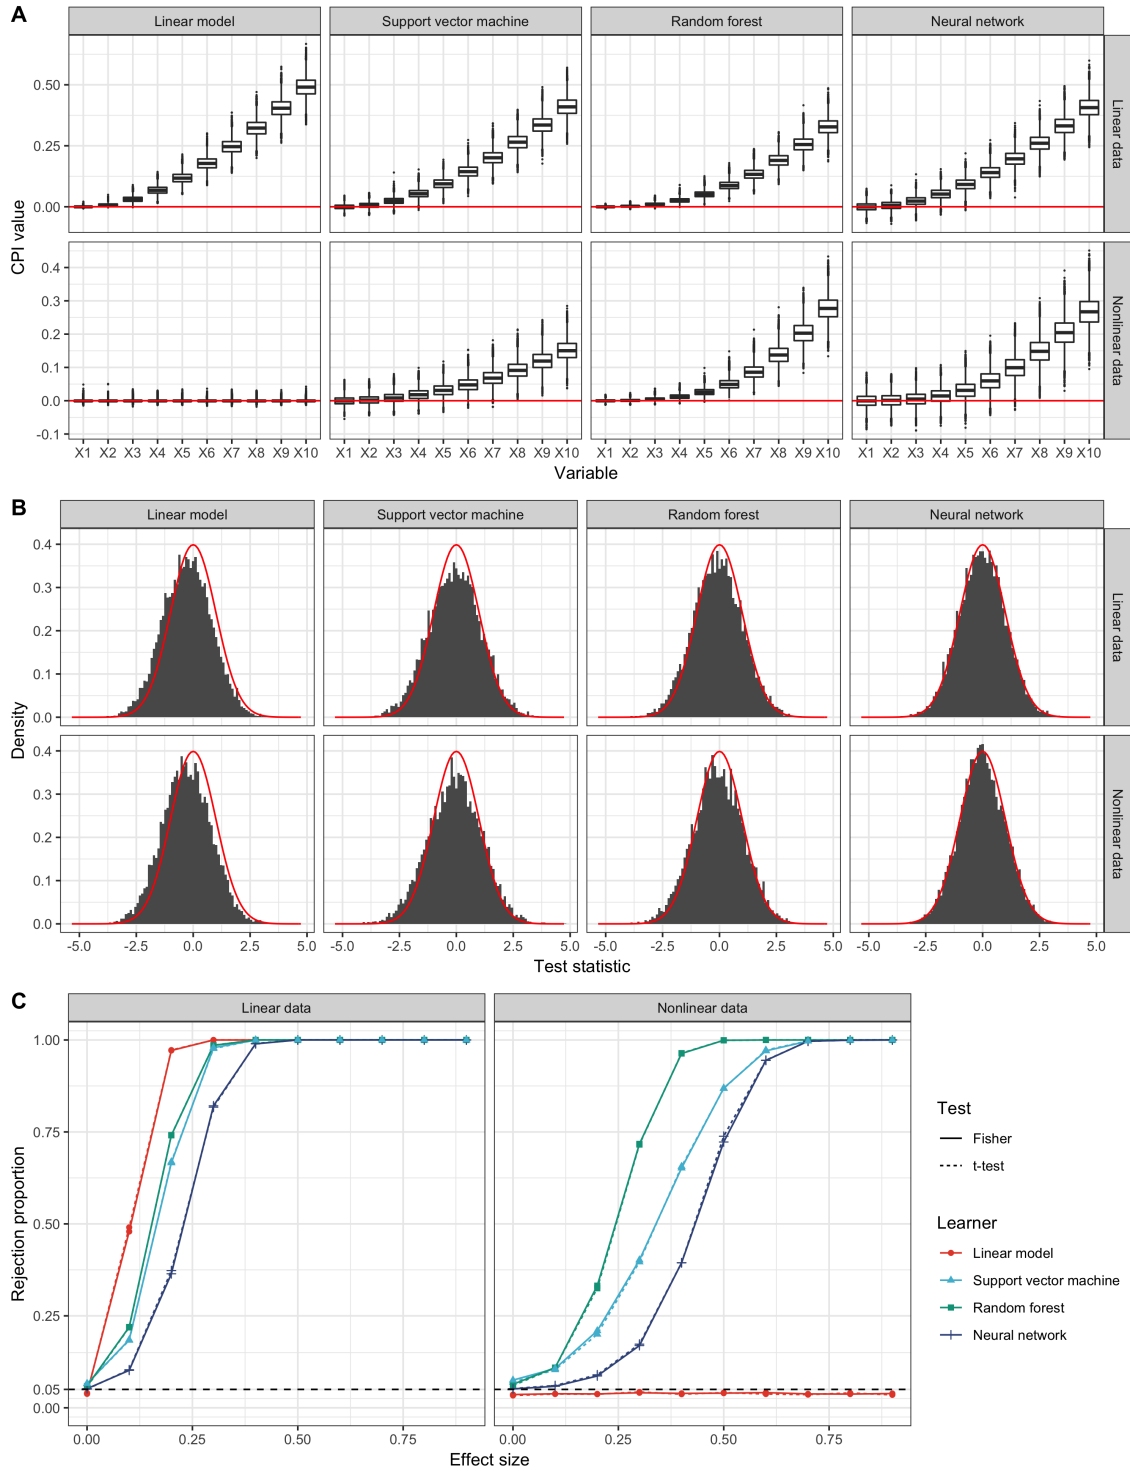 A
Linear model
Support vector machine
Random forest
Neural network
0.50
0.25
0.00
Linear data
0.4
0.3
0.2
0.1
0.0
-0.1
Nonlinear data
CPI value
X1 X2 X3 X4 X5 X6 X7 X8 X9 X10
X1 X2 X3 X4 X5 X6 X7 X8 X9 X10
X1 X2 X3 X4 X5 X6 X7 X8 X9 X10
X1 X2 X3 X4 X5 X6 X7 X8 X9 X10
Variable
B
Linear model
Support vector machine
Random forest
Neural network
0.4
0.3
0.2
0.1
0.0
Linear data
0.4
0.3
0.2
0.1
0.0
Nonlinear data
Density
-5.0 -2.5 0.0 2.5 5.0
-5.0 -2.5 0.0 2.5 5.0
-5.0 -2.5 0.0 2.5 5.0
-5.0 -2.5 0.0 2.5 5.0
Test statistic
C
Linear data
Nonlinear data
1.00
0.75
0.50
0.25
0.05
0.00
Rejection proportion
0.00 0.25 0.50 0.75
0.00 0.25 0.50 0.75
Effect size
Test
Fisher
t-test
Learner
Linear model
Support vector machine
Random forest
Neural network